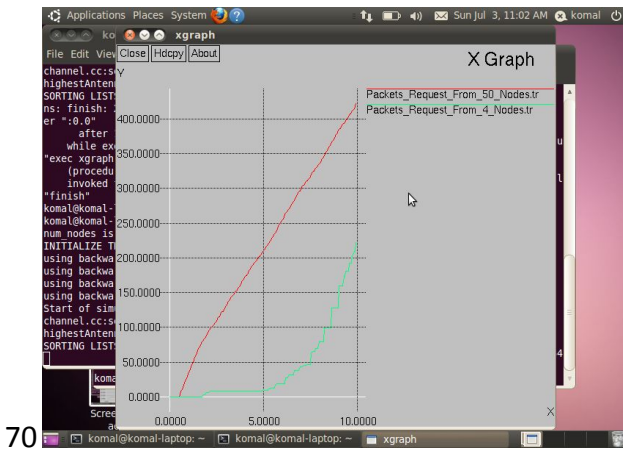 Applications Places System
Sun Jul 3, 11:02 AM komal
ko xgraph
File Edit View
Close Hdcpy About
X Graph
Y
channel.cc:s
highestAnten
SORTING LIST
ns: finish:
er ":0.0"
after
while ex
"exec xgraph
(procedu
invoked
"finish"
komal@komal-
komal@komal-
num_nodes is
INITIALIZE T
using backwa
using backwa
using backwa
using backwa
Start of sim
channel.cc:s
highestAnten
SORTING LIST
Packets_Request_From_50_Nodes.tr
Packets_Request_From_4_Nodes.tr
400.0000
350.0000
300.0000
250.0000
200.0000
150.0000
100.0000
50.0000
0.0000
0.0000 5.0000 10.0000
X
koma
Scree
70
komal@komal-laptop: ~ komal@komal-laptop: ~ xgraph